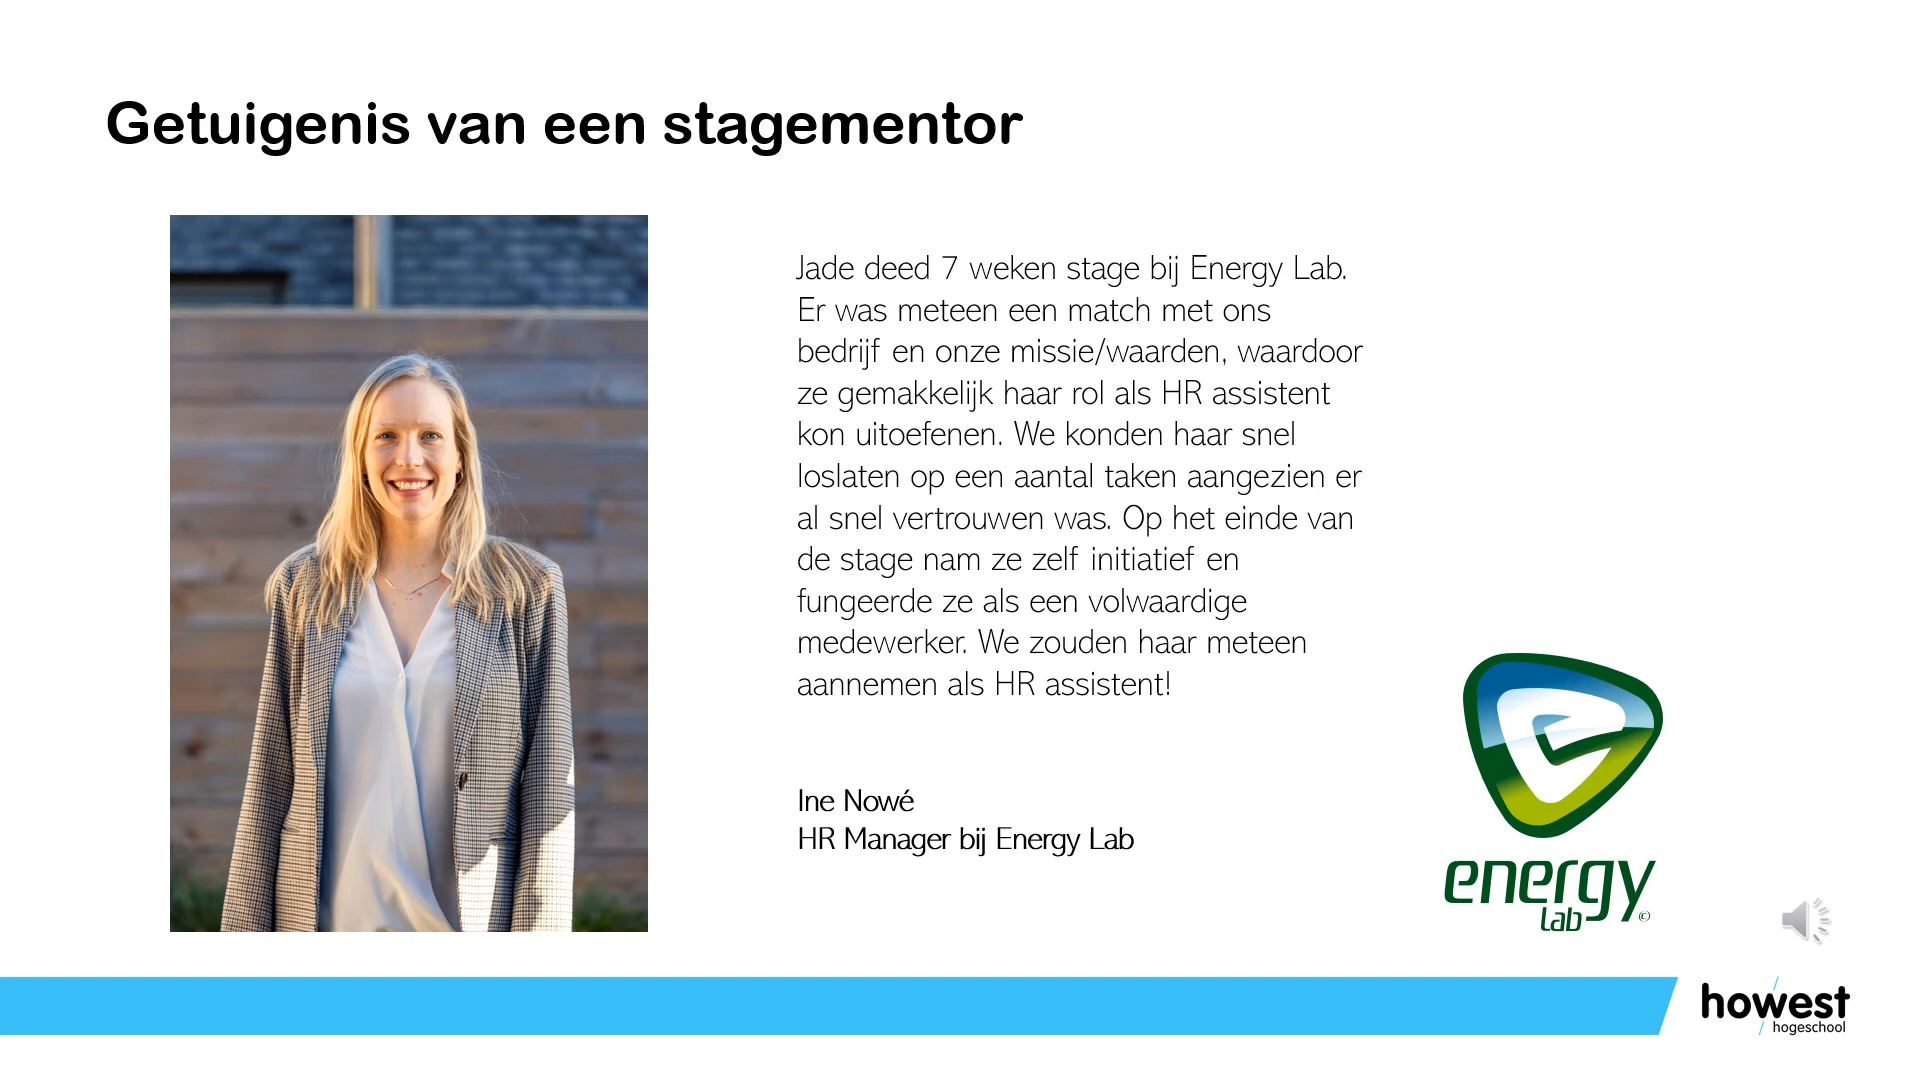 Getuigenis van een stagementor
Jade deed 7 weken stage bij Energy Lab.
Er was meteen een match met ons
bedrijf en onze missie/waarden, waardoor
ze gemakkelijk haar rol als HR assistent
kon uitoefenen. We konden haar snel
loslaten op een aantal taken aangezien er
al snel vertrouwen was. Op het einde van
de stage nam ze zelf initiatief en
fungeerde ze als een volwaardige
medewerker. We zouden haar meteen
aannemen als HR assistent!
Ine Nowé
HR Manager bij Energy Lab
energy
lab ©
howest
hogeschool